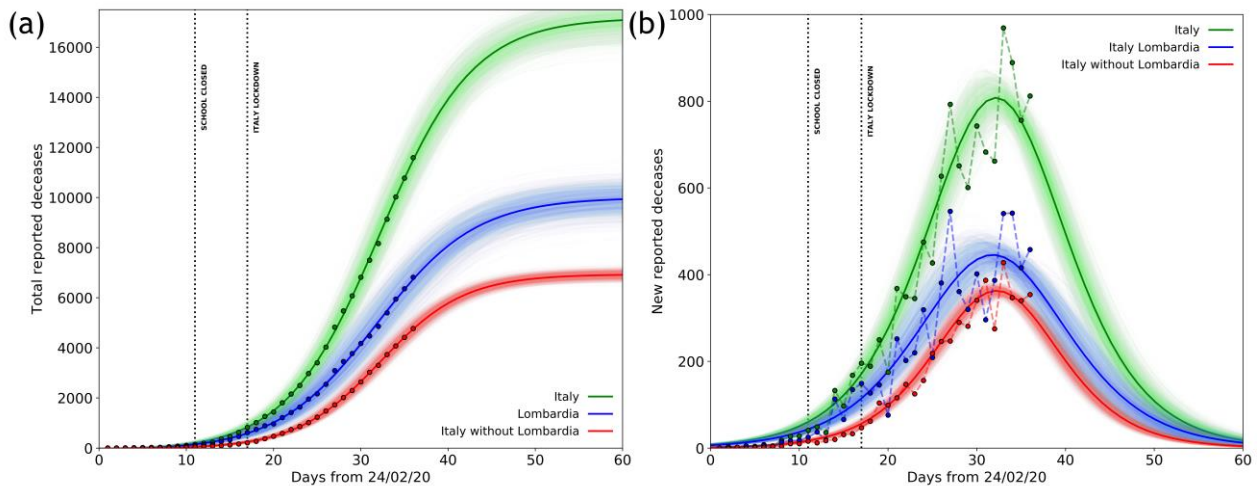 (a)
16000
14000
12000
10000
8000
6000
4000
2000
0
Total reported deceases
SCHOOL CLOSED
ITALY LOCKDOWN
Italy
Lombardia
Italy without Lombardia
0 10 20 30 40 50 60
Days from 24/02/20
(b)
1000
800
600
400
200
0
New reported deceases
SCHOOL CLOSED
ITALY LOCKDOWN
Italy
Italy Lombardia
Italy without Lombardia
0 10 20 30 40 50 60
Days from 24/02/20